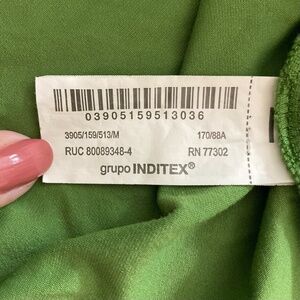 03905159513036
3905/159/513/M 170/88A
RUC 80089348-4 RN 77302
grupo INDITEX®